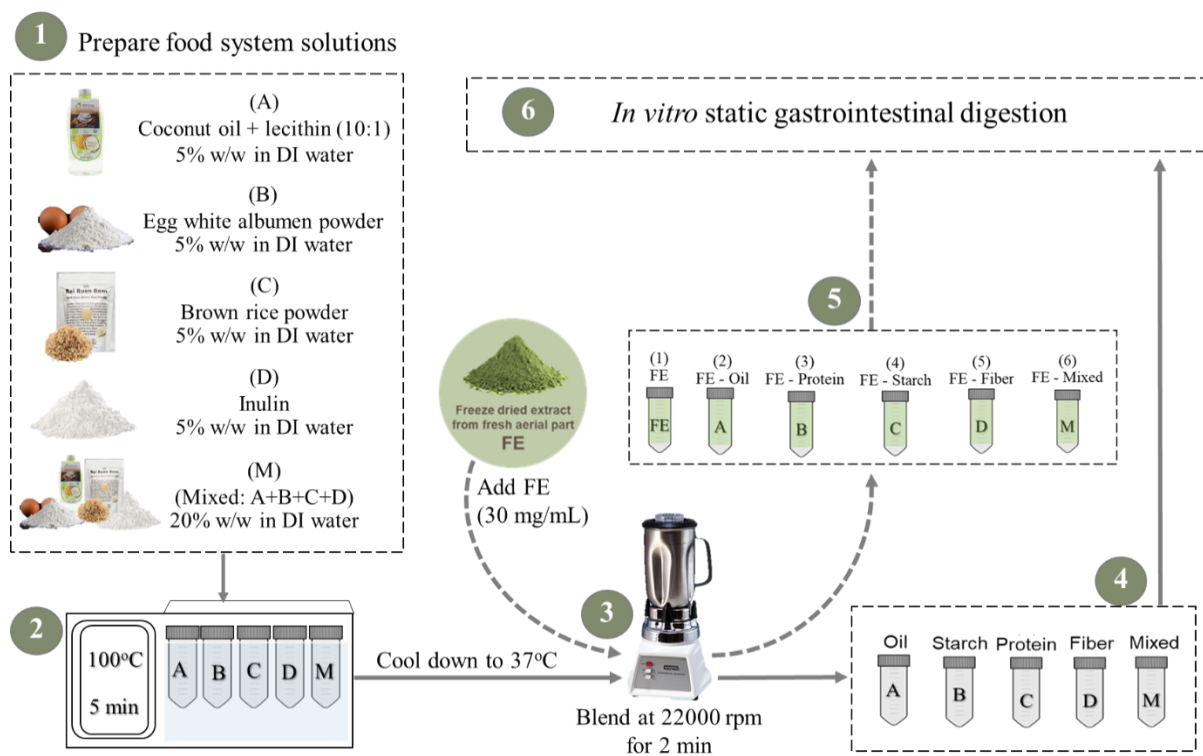 1
Prepare food system solutions
(A)
Coconut oil + lecithin (10:1)
5% w/w in DI water
(B)
Egg white albumen powder
5% w/w in DI water
(C)
Brown rice powder
5% w/w in DI water
(D)
Inulin
5% w/w in DI water
(M)
(Mixed: A+B+C+D)
20% w/w in DI water
2
100°C
5 min
A B C D M
Cool down to 37°C
Freeze dried extract
from fresh aerial part
FE
Add FE
(30 mg/mL)
3
Blend at 22000 rpm
for 2 min
4
Oil Starch Protein Fiber Mixed
A B C D M
5
(1) (2) (3) (4) (5) (6)
FE FE - Oil FE - Protein FE - Starch FE - Fiber FE - Mixed
FE A B C D M
6
In vitro static gastrointestinal digestion